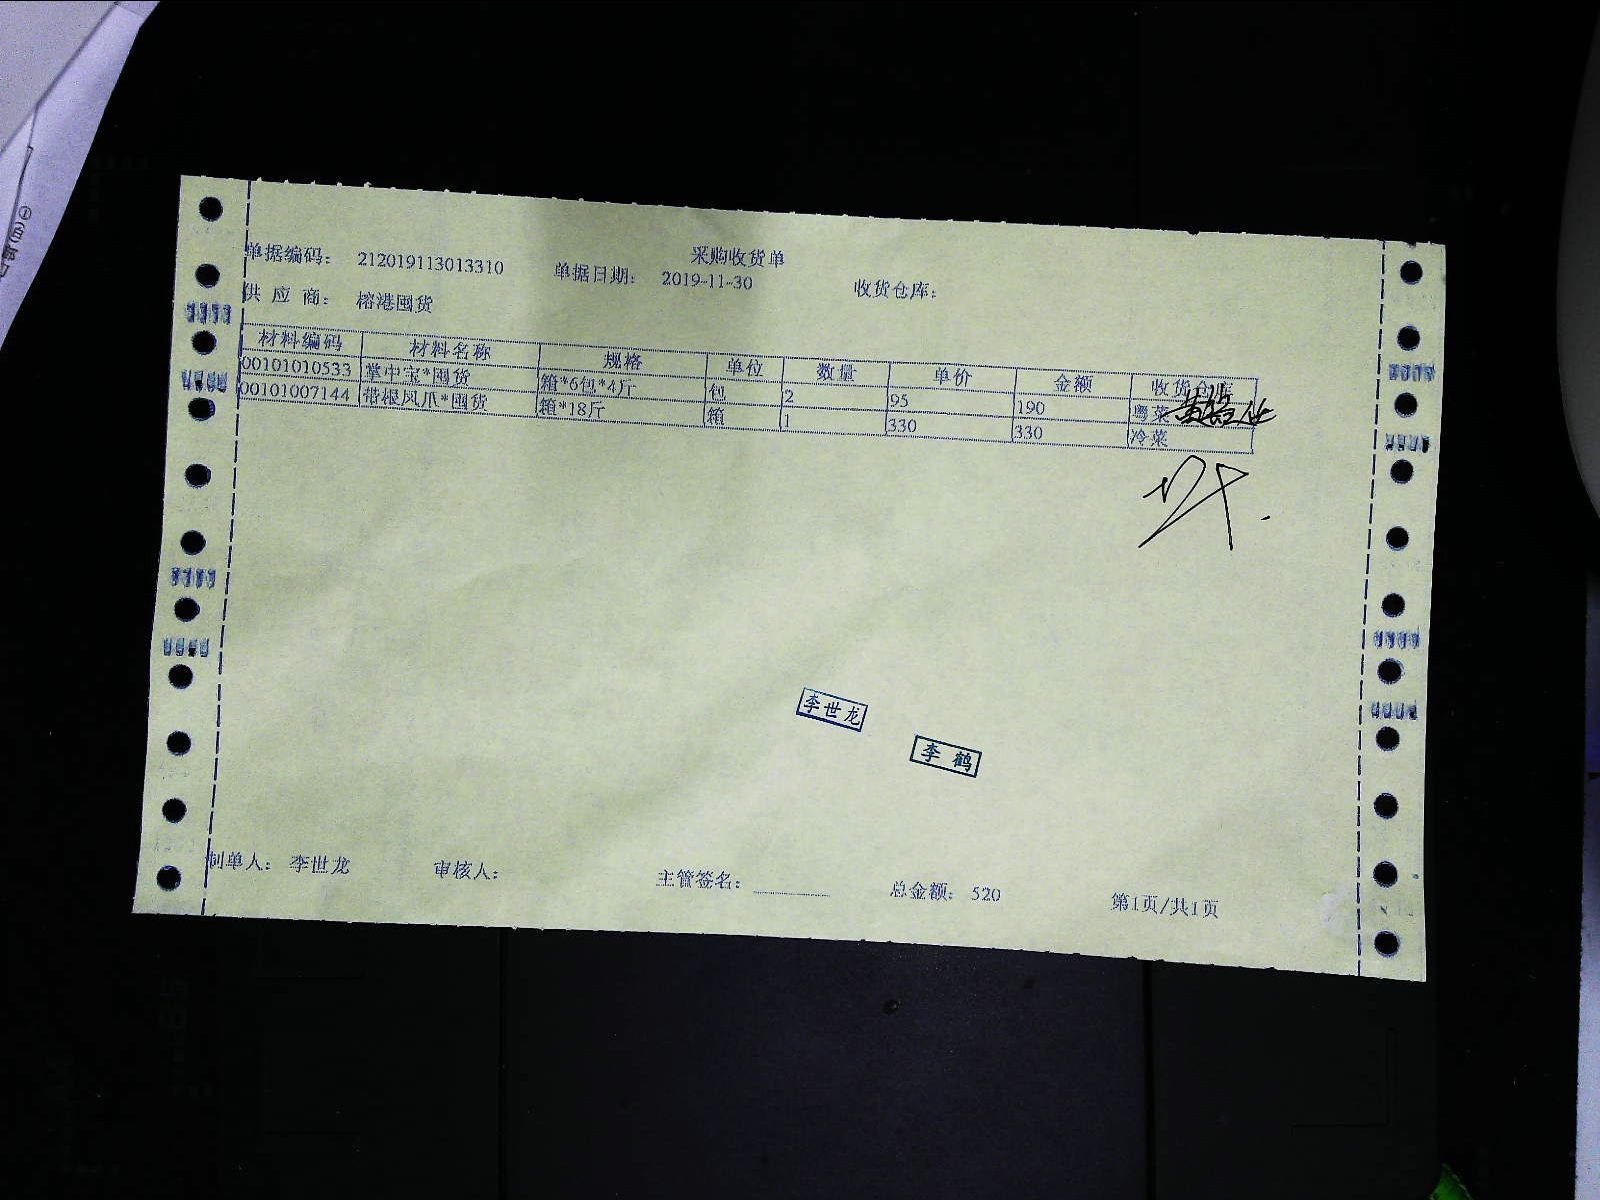 采购收货单
单据编码： 212019113013310 单据日期： 2019-11-30 收货仓库：
供 应 商： 榕港囤货
材料编码 材料名称 规格 单位 数量 单价 金额 收货仓库
00101010533 掌中宝*囤货 箱*6包*4斤 包 2 95 190 粤菜
00101007144 带根凤爪*囤货 箱*18斤 箱 1 330 330 冷菜
李世龙
李 鹤
制单人： 李世龙 审核人： 主管签名： 总金额： 520 第1页/共1页